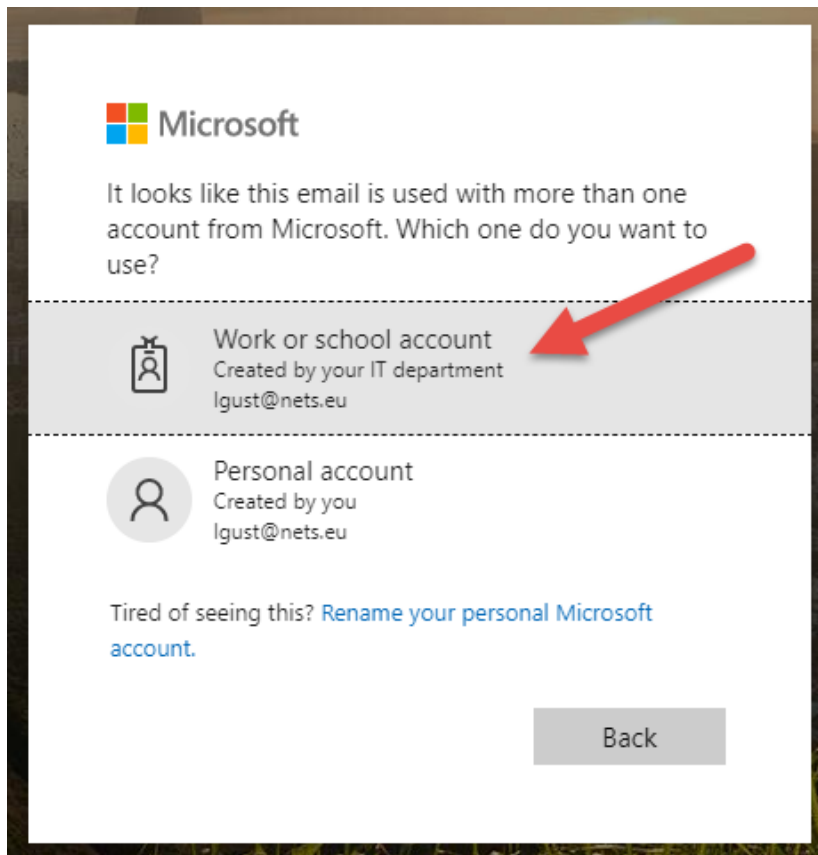 Microsoft
It looks like this email is used with more than one
account from Microsoft. Which one do you want to
use?
Work or school account
Created by your IT department
lgust@nets.eu
Personal account
Created by you
lgust@nets.eu
Tired of seeing this? Rename your personal Microsoft
account.
Back